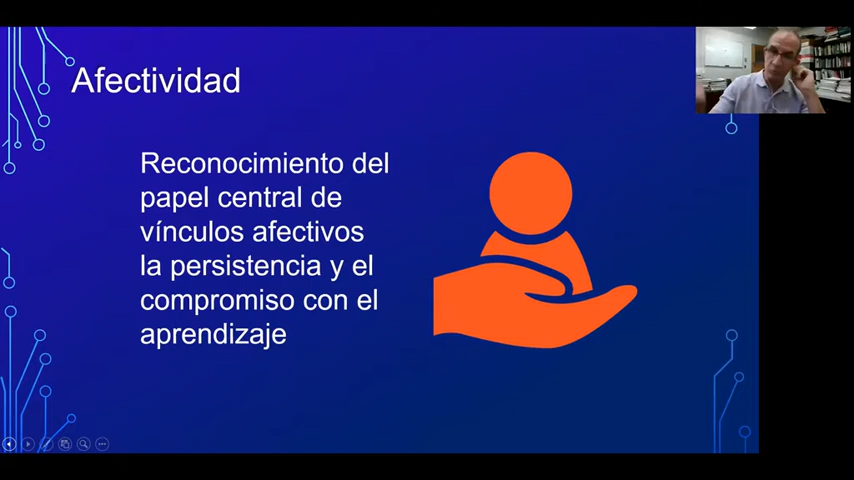 Afectividad
Reconocimiento del
papel central de
vínculos afectivos
la persistencia y el
compromiso con el
aprendizaje